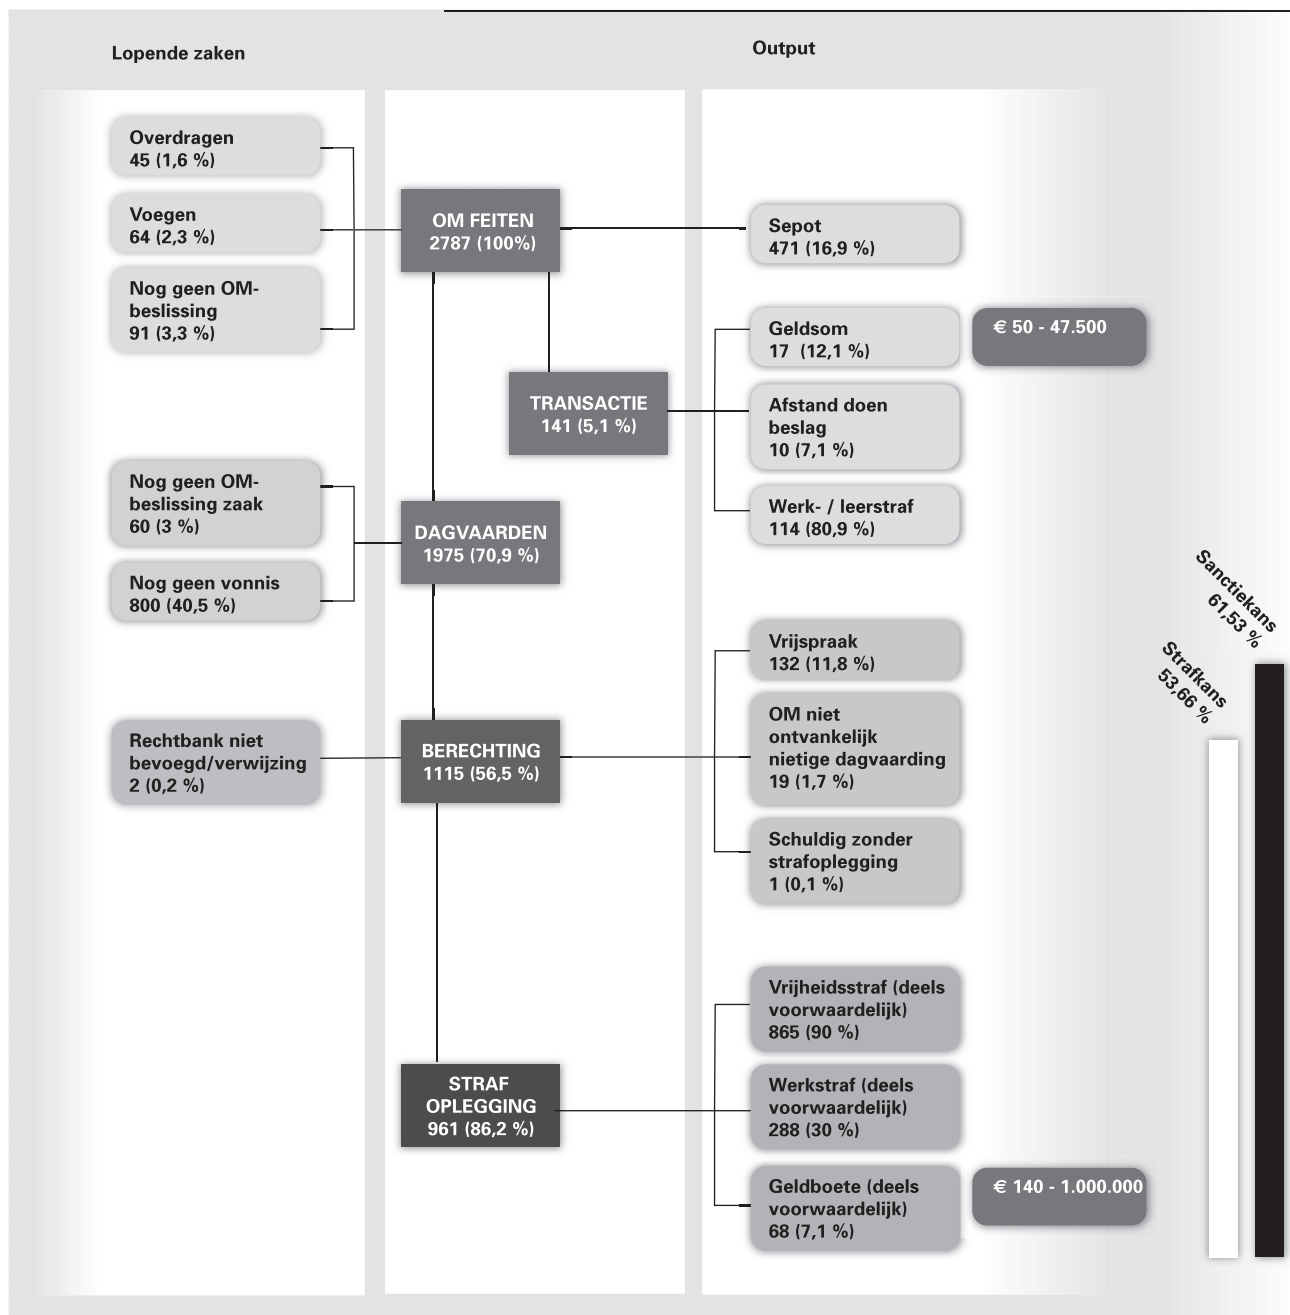 Lopende zaken
Output
Overdragen
45 (1,6 %)
Voegen
64 (2,3 %)
Nog geen OM-
beslissing
91 (3,3 %)
OM FEITEN
2787 (100%)
Sepot
471 (16,9 %)
TRANSACTIE
141 (5,1 %)
Geldsom
17 (12,1 %)
€ 50 - 47.500
Afstand doen
beslag
10 (7,1 %)
Werk- / leerstraf
114 (80,9 %)
Nog geen OM-
beslissing zaak
60 (3 %)
Nog geen vonnis
800 (40,5 %)
DAGVAARDEN
1975 (70,9 %)
Rechtbank niet
bevoegd/verwijzing
2 (0,2 %)
BERECHTING
1115 (56,5 %)
Vrijspraak
132 (11,8 %)
OM niet
ontvankelijk
nietige dagvaarding
19 (1,7 %)
Schuldig zonder
strafoplegging
1 (0,1 %)
STRAF
OPLEGGING
961 (86,2 %)
Vrijheidsstraf (deels
voorwaardelijk)
865 (90 %)
Werkstraf (deels
voorwaardelijk)
288 (30 %)
Geldboete (deels
voorwaardelijk)
68 (7,1 %)
€ 140 - 1.000.000
Strafkans
53,66 %
Sanctiekans
61,53 %